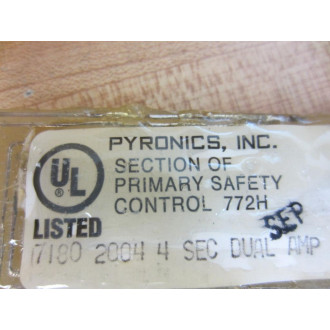 PYRONICS, INC.
UL
®
SECTION OF
PRIMARY SAFETY
CONTROL 772H
LISTED
SEP
7180 2004 4 SEC DUAL AMP